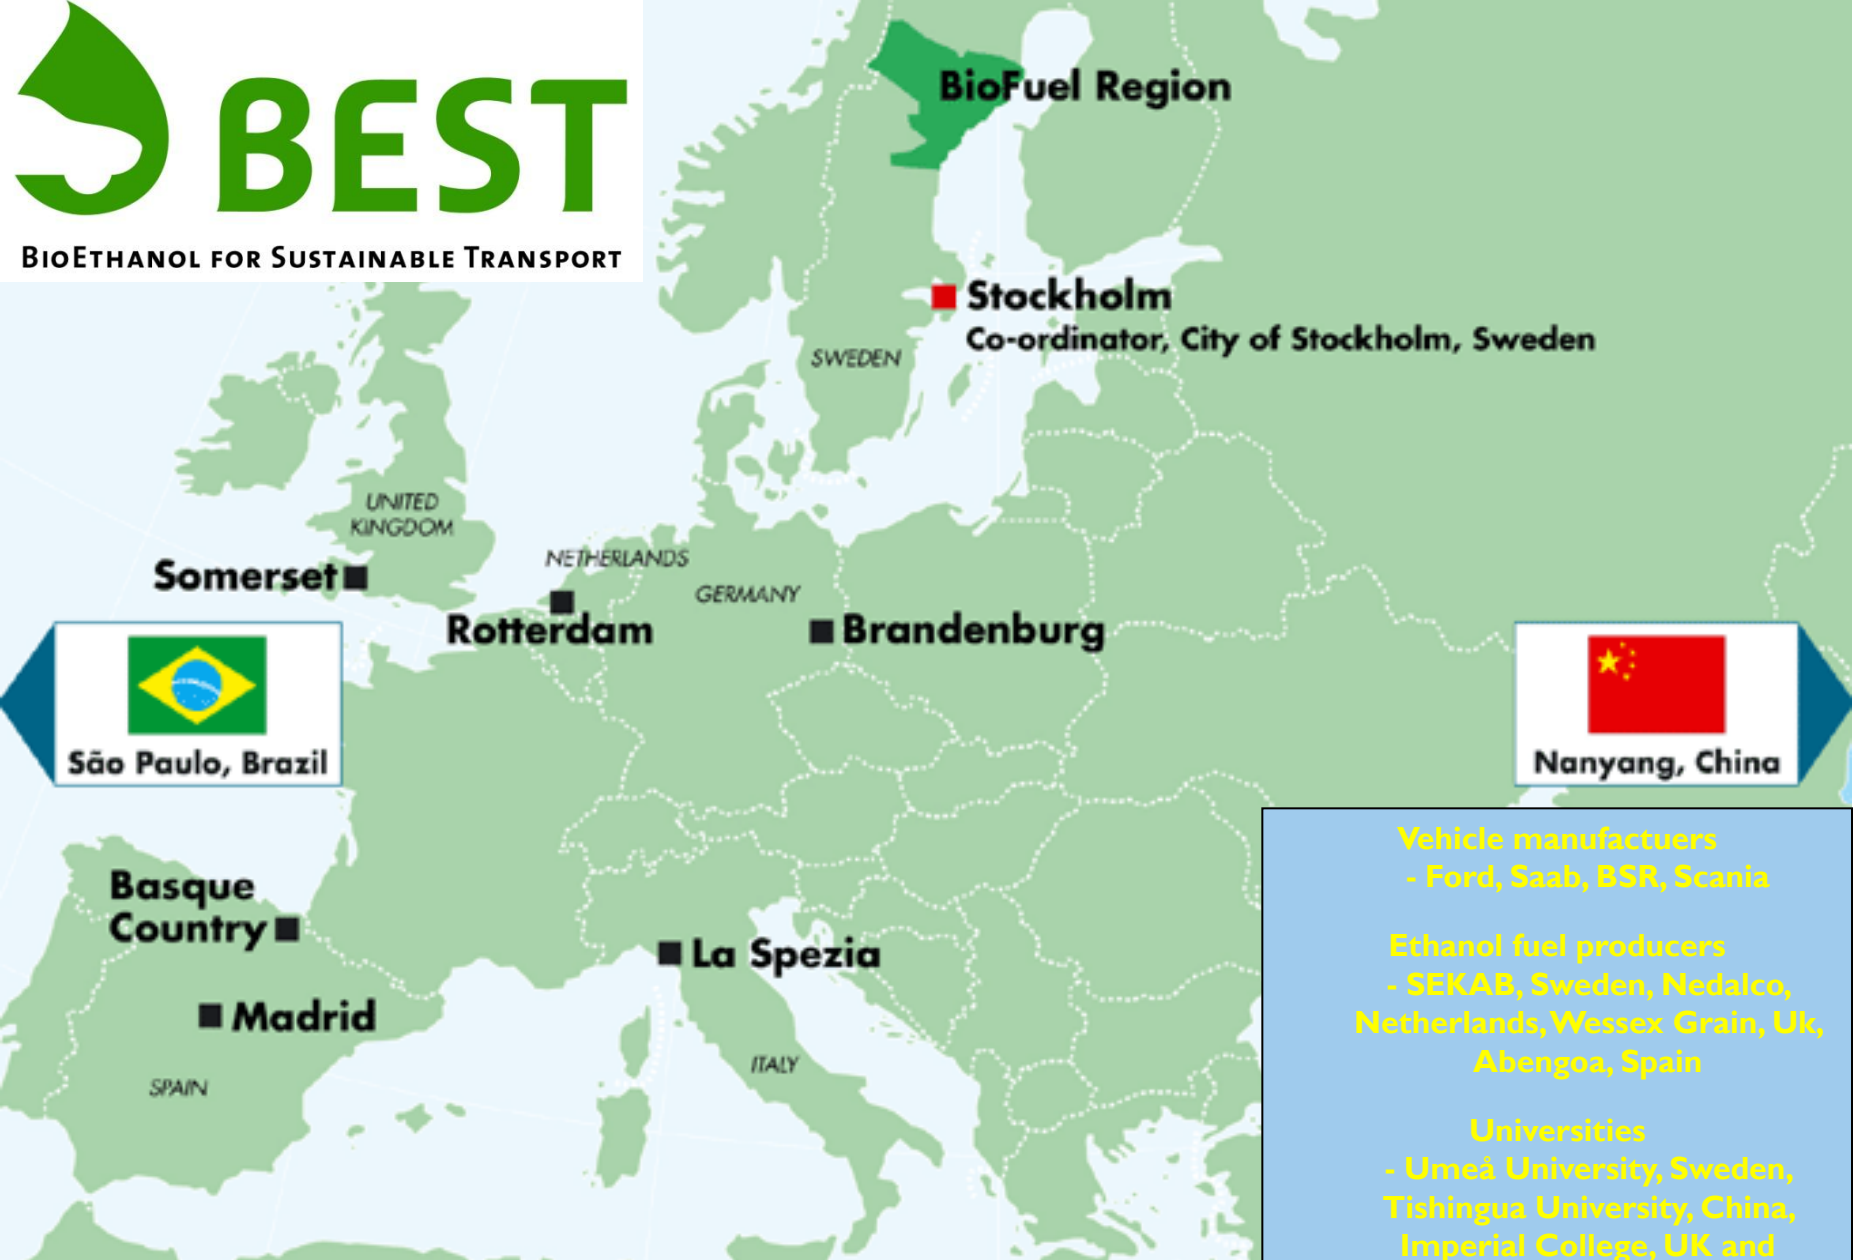 BEST
BIOETHANOL FOR SUSTAINABLE TRANSPORT
BioFuel Region
Stockholm
Co-ordinator, City of Stockholm, Sweden
SWEDEN
UNITED
KINGDOM
Somerset
NETHERLANDS
GERMANY
Rotterdam
Brandenburg
São Paulo, Brazil
Nanyang, China
Basque
Country
La Spezia
Madrid
ITALY
SPAIN
Vehicle manufactuers
- Ford, Saab, BSR, Scania
Ethanol fuel producers
- SEKAB, Sweden, Nedalco,
Netherlands, Wessex Grain, Uk,
Abengoa, Spain
Universities
- Umeå University, Sweden,
Tishingua University, China,
Imperial College, UK and